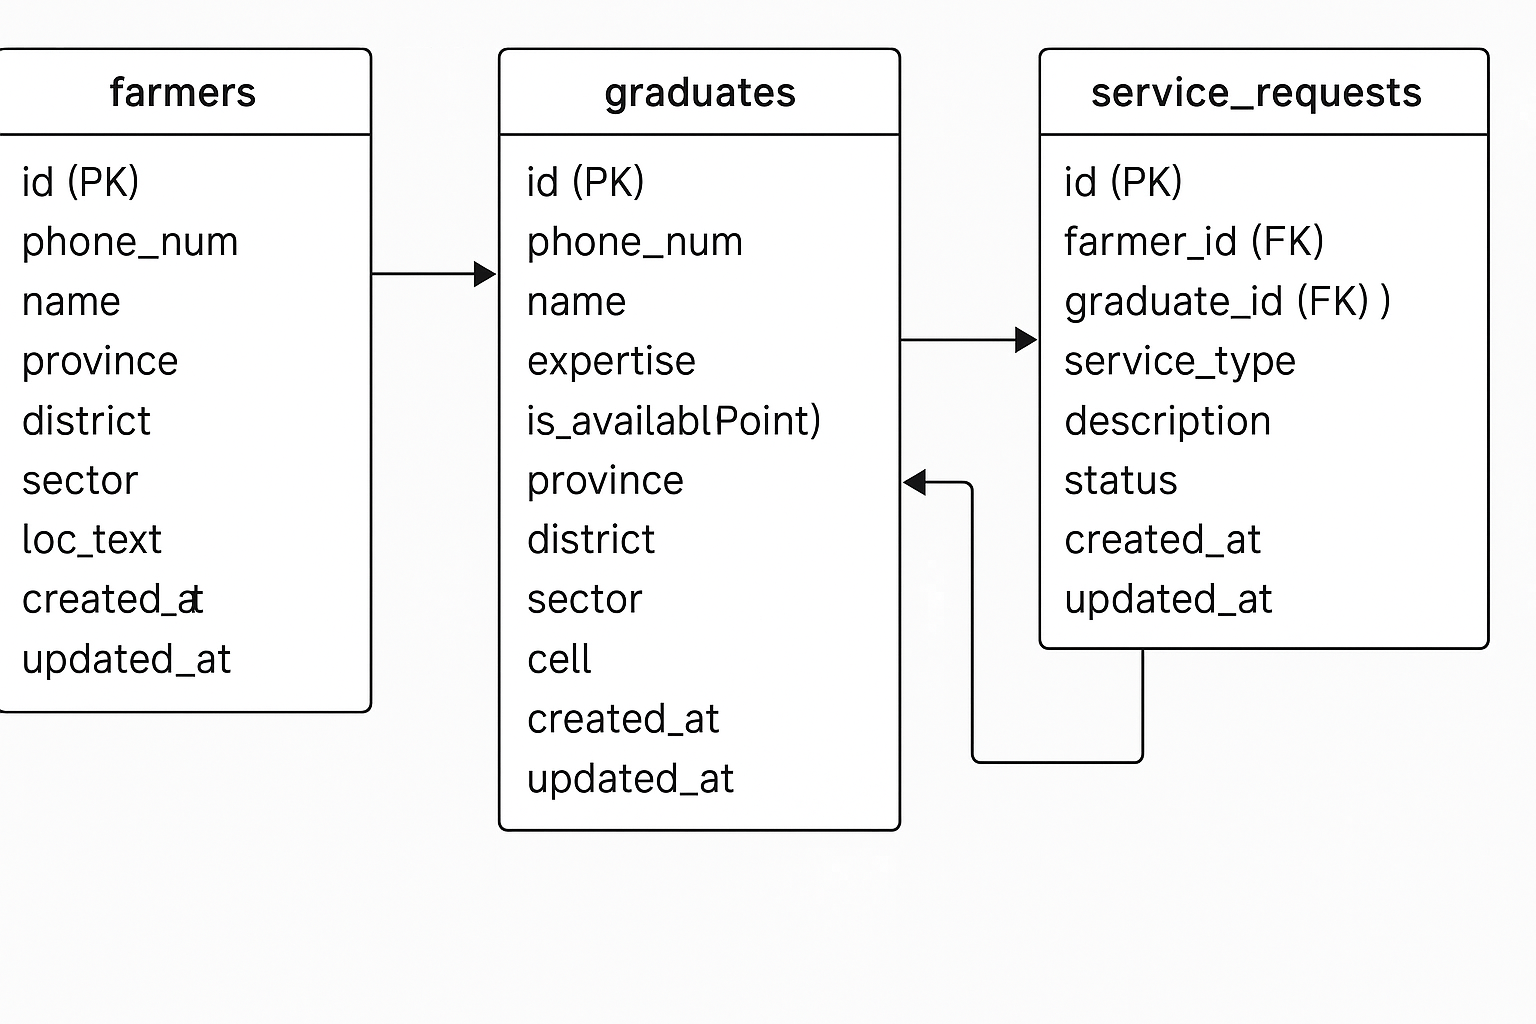 farmers
id (PK)
phone_num
name
province
district
sector
loc_text
created_at
updated_at
graduates
id (PK)
phone_num
name
expertise
is_availablPoint)
province
district
sector
cell
created_at
updated_at
service_requests
id (PK)
farmer_id (FK)
graduate_id (FK) )
service_type
description
status
created_at
updated_at